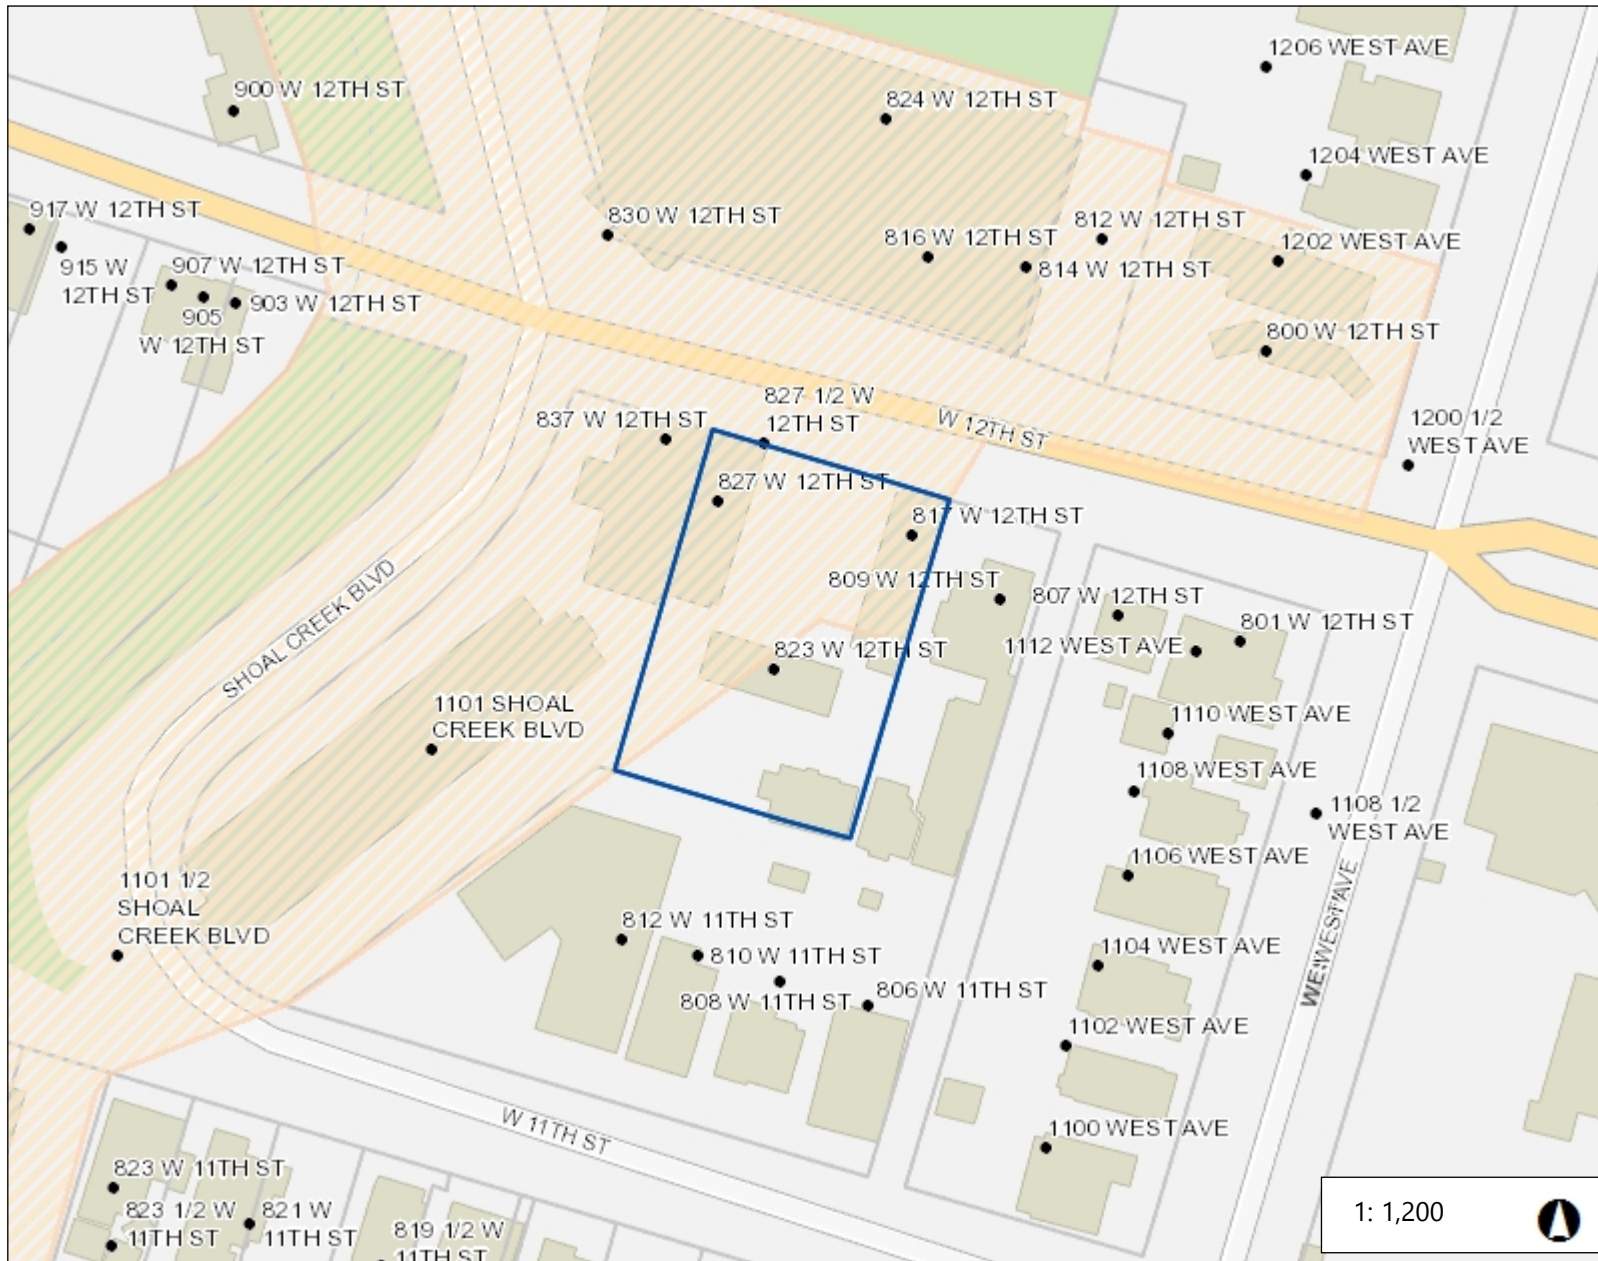 1206 WEST AVE
900 W 12TH ST
824 W 12TH ST
1204 WEST AVE
917 W 12TH ST
830 W 12TH ST
812 W 12TH ST
816 W 12TH ST
1202 WEST AVE
915 W
12TH ST
907 W 12TH ST
814 W 12TH ST
903 W 12TH ST
905
W 12TH ST
800 W 12TH ST
827 1/2 W
12TH ST
837 W 12TH ST
W 12TH ST
1200 1/2
WEST AVE
827 W 12TH ST
817 W 12TH ST
809 W 12TH ST
807 W 12TH ST
801 W 12TH ST
1112 WEST AVE
823 W 12TH ST
SHOAL CREEK BLVD
1101 SHOAL
CREEK BLVD
1110 WEST AVE
1108 WEST AVE
1108 1/2
WEST AVE
1106 WEST AVE
1101 1/2
SHOAL
CREEK BLVD
812 W 11TH ST
810 W 11TH ST
808 W 11TH ST
806 W 11TH ST
1104 WEST AVE
WEST AVE
1102 WEST AVE
1100 WEST AVE
W 11TH ST
823 W 11TH ST
823 1/2 W
11TH ST
821 W
11TH ST
819 1/2 W
11TH ST
1: 1,200